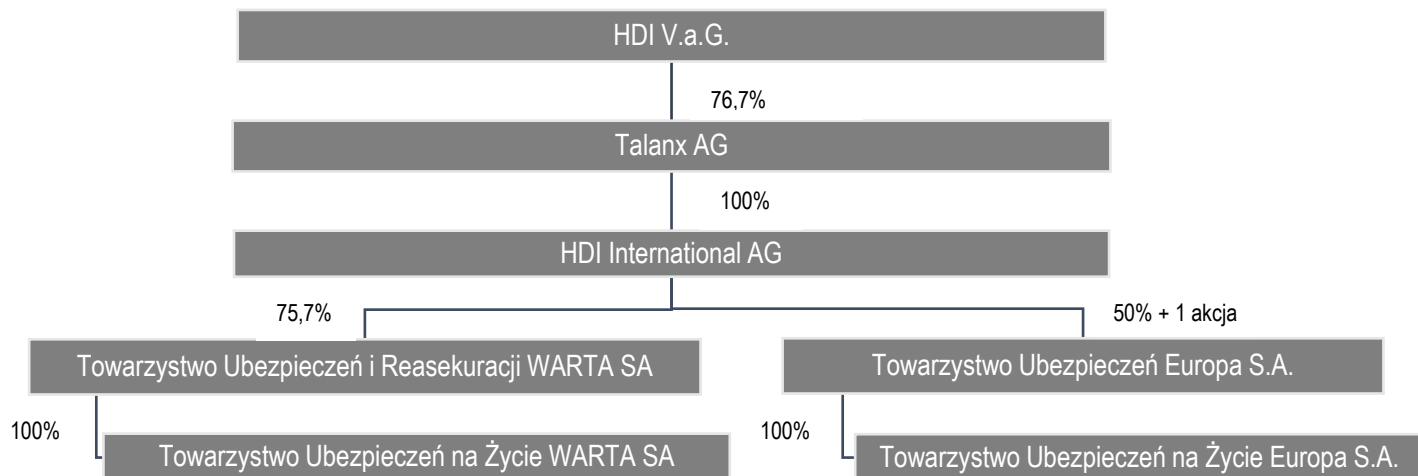 HDI V.a.G.
76,7%
Talanx AG
100%
HDI International AG
75,7%
50% + 1 akcja
Towarzystwo Ubezpieczeń i Reasekuracji WARTA SA
Towarzystwo Ubezpieczeń Europa S.A.
100%
100%
Towarzystwo Ubezpieczeń na Życie WARTA SA
Towarzystwo Ubezpieczeń na Życie Europa S.A.